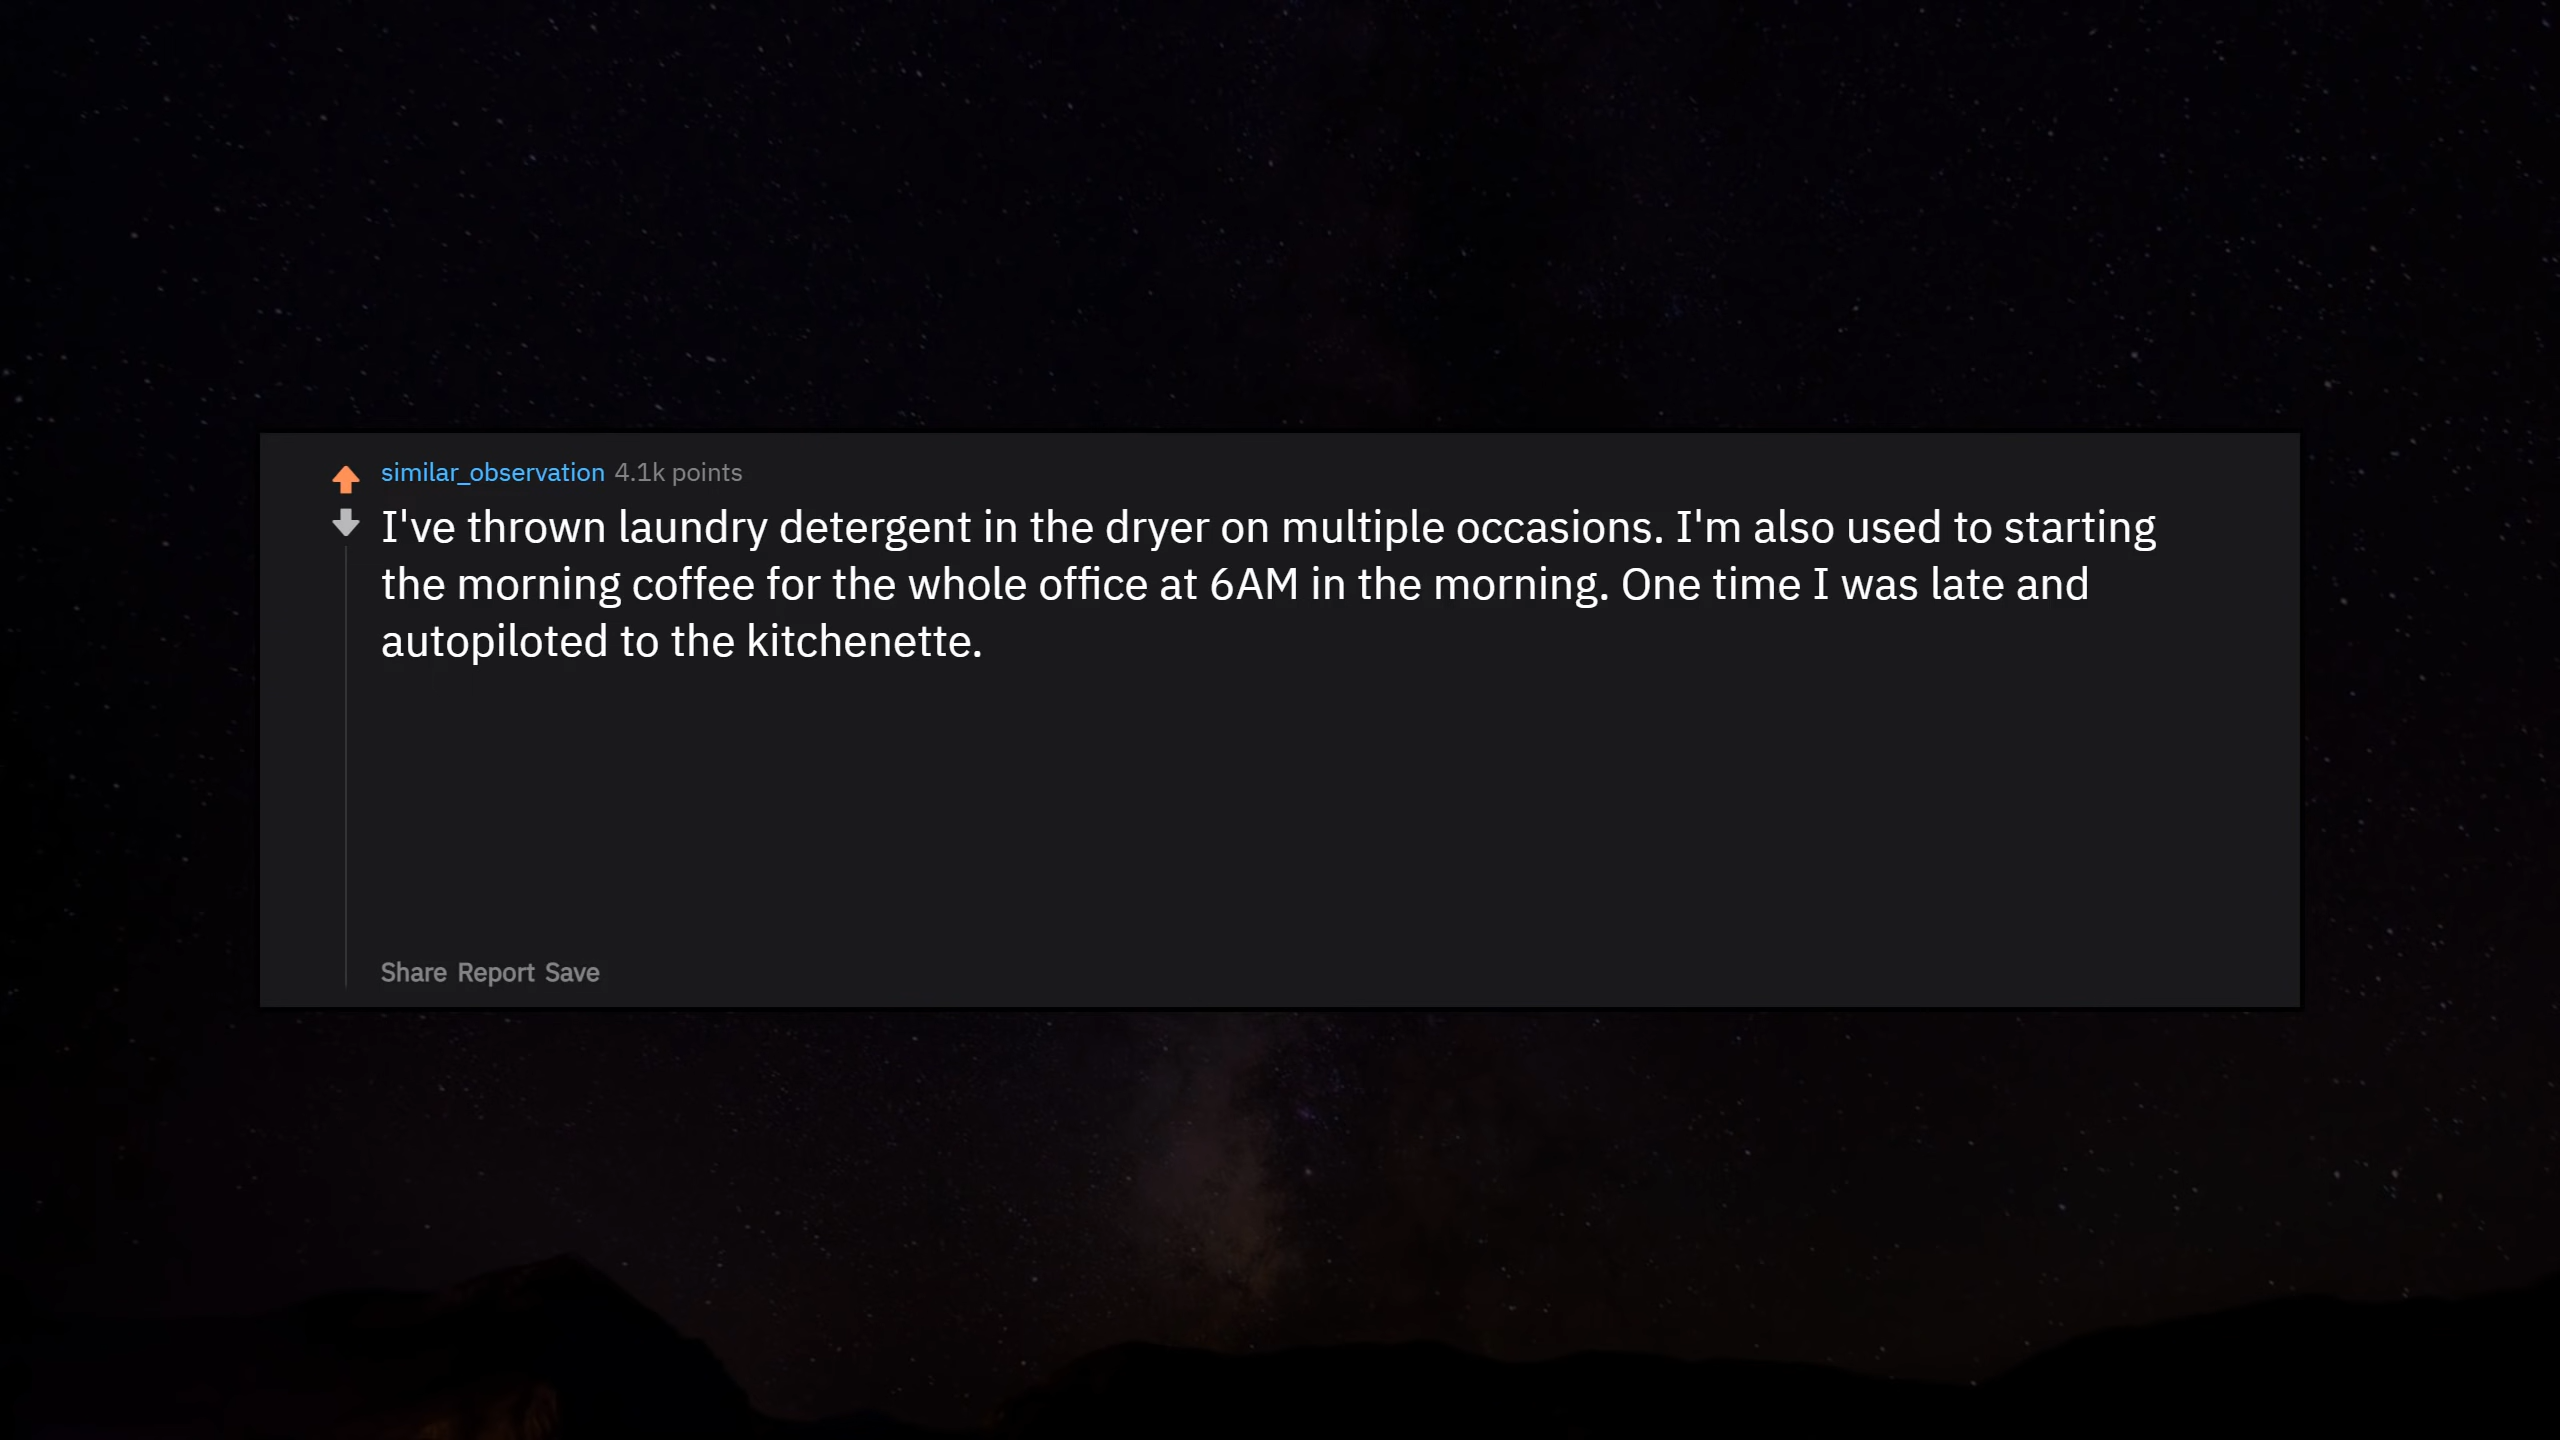 similar_observation 4.1k points
I've thrown laundry detergent in the dryer on multiple occasions. I'm also used to starting
the morning coffee for the whole office at 6AM in the morning. One time I was late and
autopiloted to the kitchenette.
Share Report Save